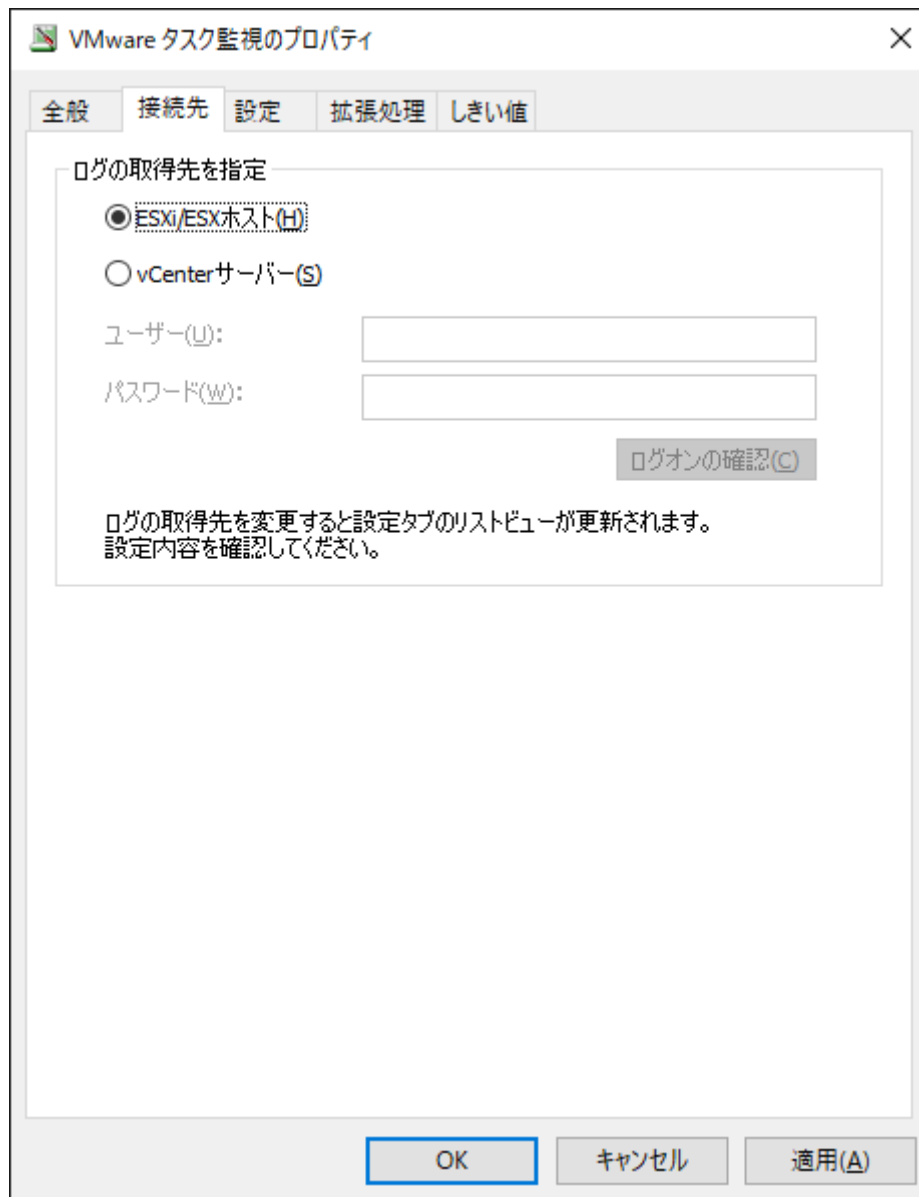 VMware タスク監視のプロパティ
全般 接続先 設定 拡張処理 しきい値
ログの取得先を指定
ESXi/ESXホスト(H)
vCenterサーバー(S)
ユーザー(U):
パスワード(W):
ログオンの確認(C)
ログの取得先を変更すると設定タブのリストビューが更新されます。
設定内容を確認してください。
OK キャンセル 適用(A)